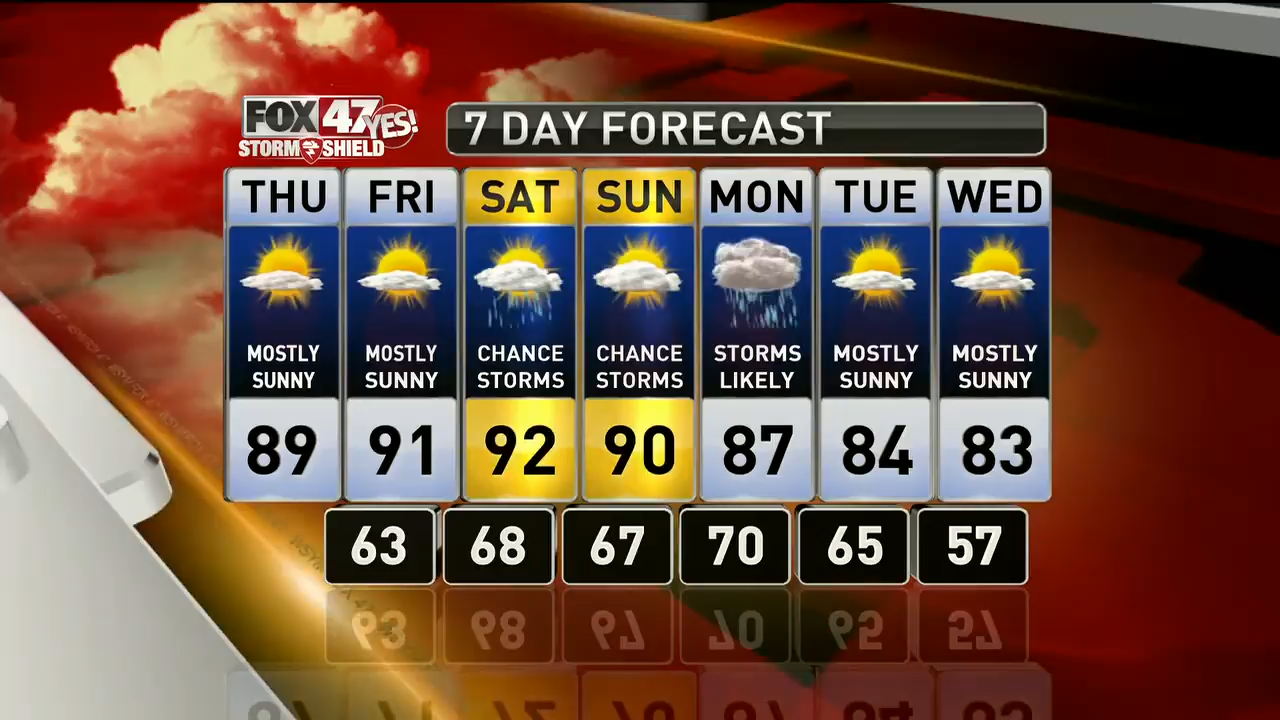 FOX 47 YES!
STORM SHIELD
7 DAY FORECAST
THU FRI SAT SUN MON TUE WED
MOSTLY SUNNY
MOSTLY SUNNY
CHANCE STORMS
CHANCE STORMS
STORMS LIKELY
MOSTLY SUNNY
MOSTLY SUNNY
89 91 92 90 87 84 83
63 68 67 70 65 57